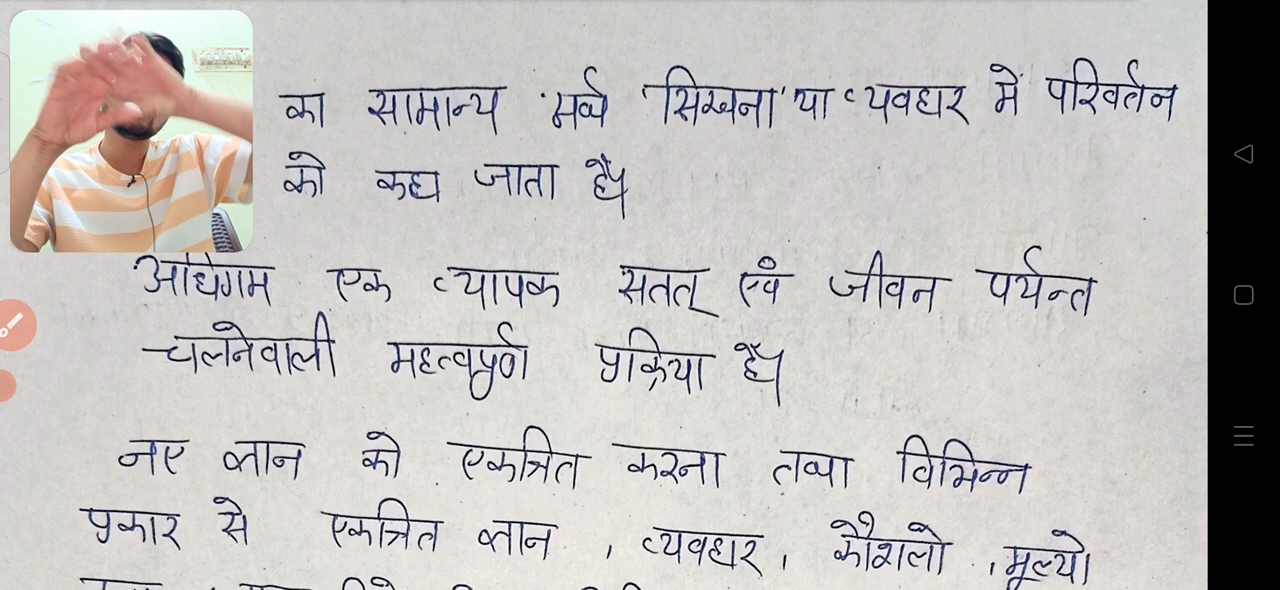 का सामान्य अर्थ 'सिखना' या व्यवहार में परिवर्तन
को कहा जाता है।
अधिगम एक व्यापक सतत् एवं जीवन पर्यन्त
चलनेवाली महत्वपूर्ण प्रक्रिया है।
नए ज्ञान को एकत्रित करना तथा विभिन्न
प्रकार से एकत्रित ज्ञान , व्यवहार , कौशलो , मूल्यो